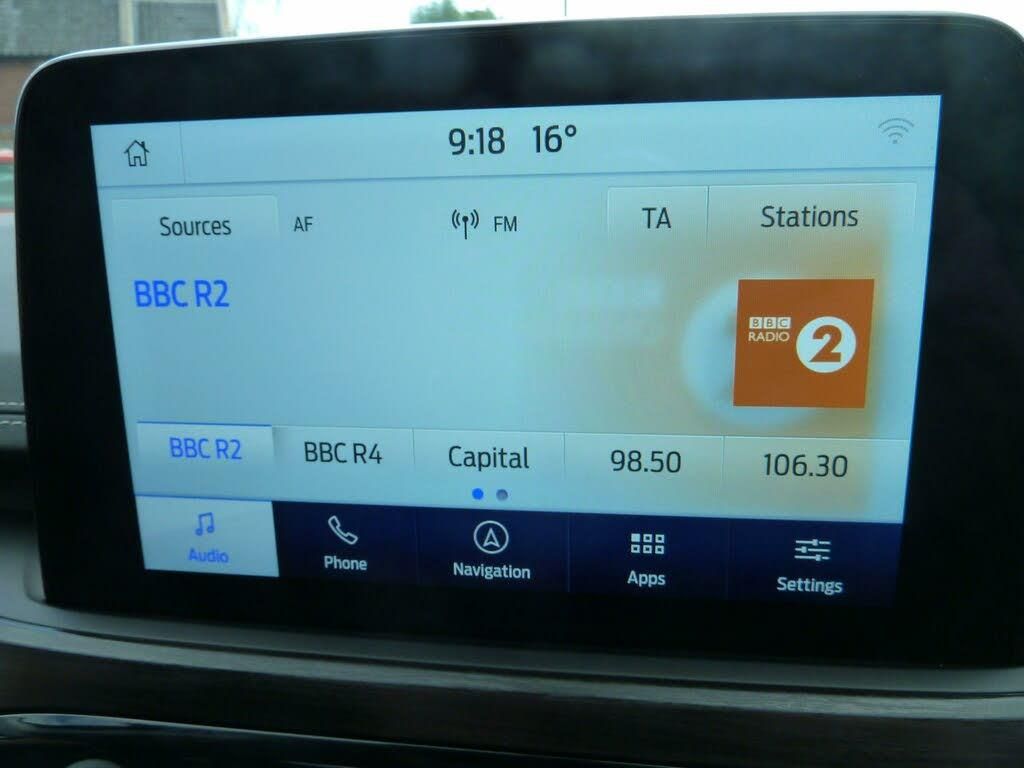 9:18 16°
Sources AF FM TA Stations
BBC R2
BBC
RADIO 2
BBC R2 BBC R4 Capital 98.50 106.30
Audio Phone Navigation Apps Settings